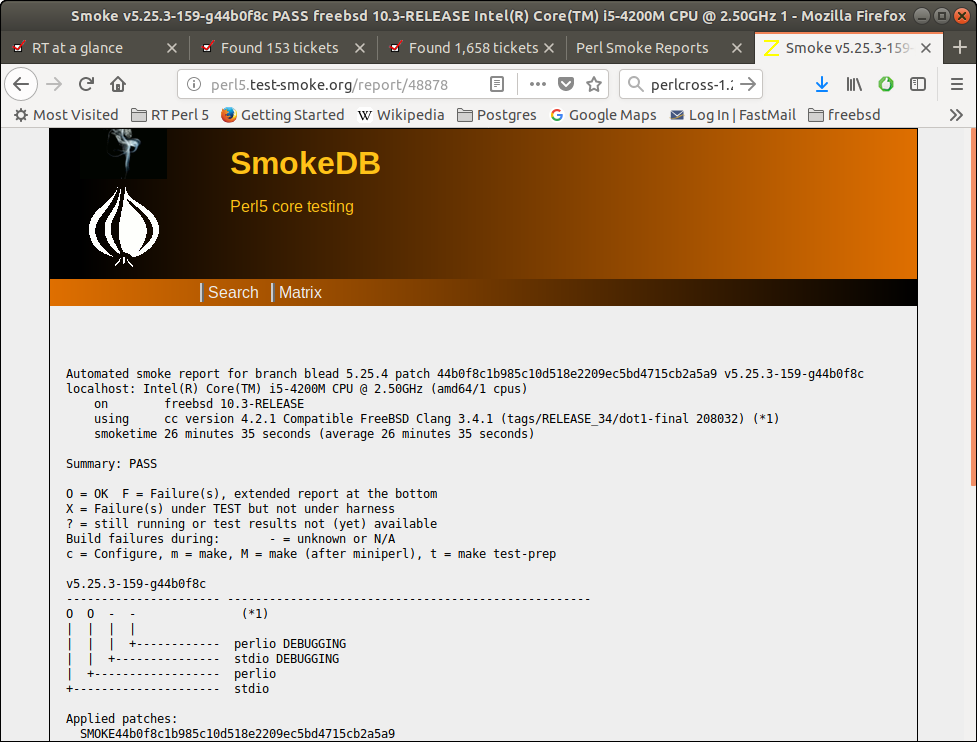 Smoke v5.25.3-159-g44b0f8c PASS freebsd 10.3-RELEASE Intel(R) Core(TM) i5-4200M CPU @ 2.50GHz 1 - Mozilla Firefox
RT at a glance
Found 153 tickets
Found 1,658 tickets
Perl Smoke Reports
Smoke v5.25.3-159-
perl5.test-smoke.org/report/48878
perlcross-1.
Most Visited
RT Perl 5
Getting Started
Wikipedia
Postgres
Google Maps
Log In | FastMail
freebsd
SmokeDB
Perl5 core testing
| Search | Matrix
Automated smoke report for branch blead 5.25.4 patch 44b0f8c1b985c10d518e2209ec5bd4715cb2a5a9 v5.25.3-159-g44b0f8c
localhost: Intel(R) Core(TM) i5-4200M CPU @ 2.50GHz (amd64/1 cpus)
    on        freebsd 10.3-RELEASE
    using     cc version 4.2.1 Compatible FreeBSD Clang 3.4.1 (tags/RELEASE_34/dot1-final 208032) (*1)
    smoketime 26 minutes 35 seconds (average 26 minutes 35 seconds)
Summary: PASS
O = OK  F = Failure(s), extended report at the bottom
X = Failure(s) under TEST but not under harness
? = still running or test results not (yet) available
Build failures during:       - = unknown or N/A
c = Configure, m = make, M = make (after miniperl), t = make test-prep
v5.25.3-159-g44b0f8c
--------------------- ----------------------------------------------------
O  O  -  -               (*1)
|  |  |  |
|  |  |  +------------  perlio DEBUGGING
|  |  +---------------  stdio DEBUGGING
|  +------------------  perlio
+---------------------  stdio
Applied patches:
  SMOKE44b0f8c1b985c10d518e2209ec5bd4715cb2a5a9